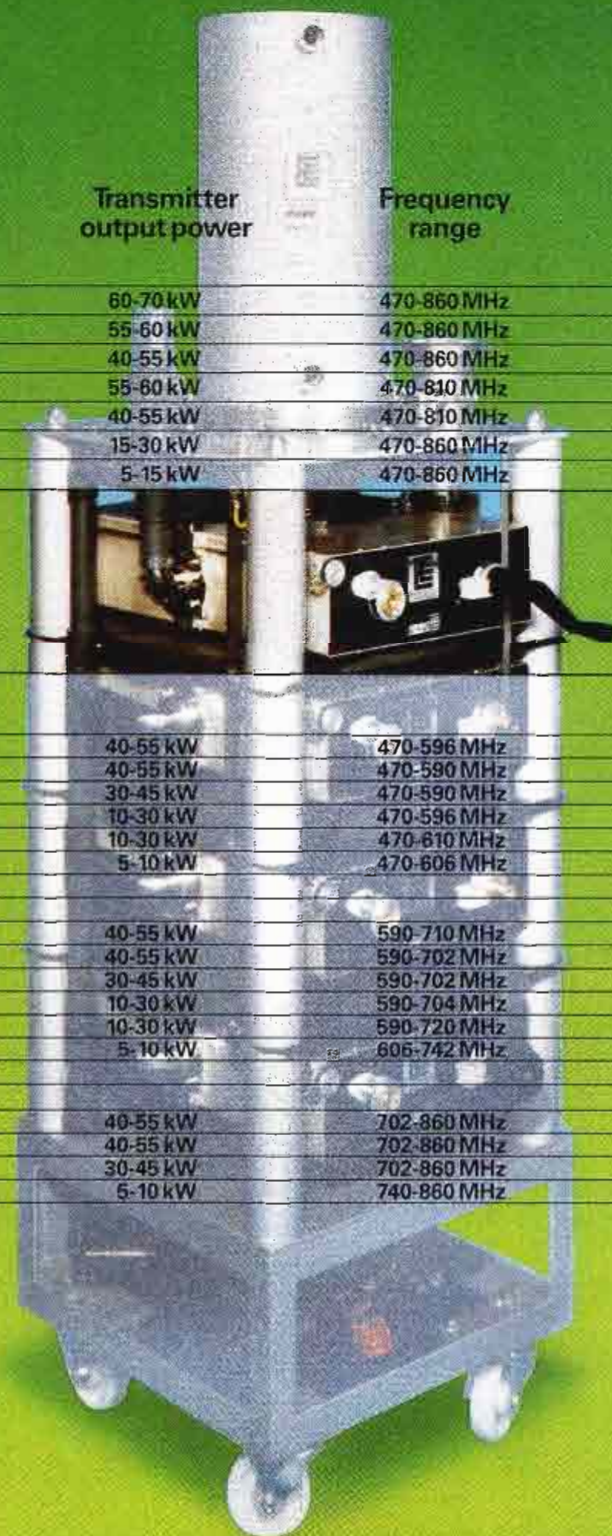 Transmitter Frequency
output power range
60-70 kW 470-860 MHz
55-60 kW 470-860 MHz
40-55 kW 470-860 MHz
55-60 kW 470-810 MHz
40-55 kW 470-810 MHz
15-30 kW 470-860 MHz
5-15 kW 470-860 MHz
40-55 kW 470-596 MHz
40-55 kW 470-590 MHz
30-45 kW 470-590 MHz
10-30 kW 470-596 MHz
10-30 kW 470-610 MHz
5-10 kW 470-606 MHz
40-55 kW 590-710 MHz
40-55 kW 590-702 MHz
30-45 kW 590-702 MHz
10-30 kW 590-704 MHz
10-30 kW 590-720 MHz
5-10 kW 606-742 MHz
40-55 kW 702-860 MHz
40-55 kW 702-860 MHz
30-45 kW 702-860 MHz
5-10 kW 740-860 MHz